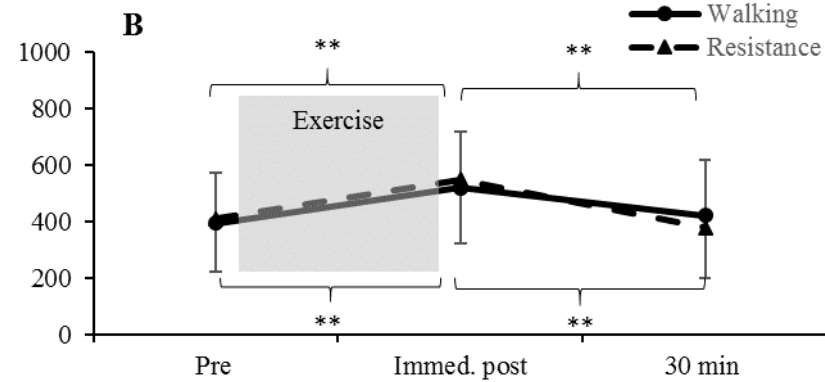 B
Walking
Resistance
1000
800
600
400
200
0
**
**
Exercise
**
**
Pre
Immed. post
30 min